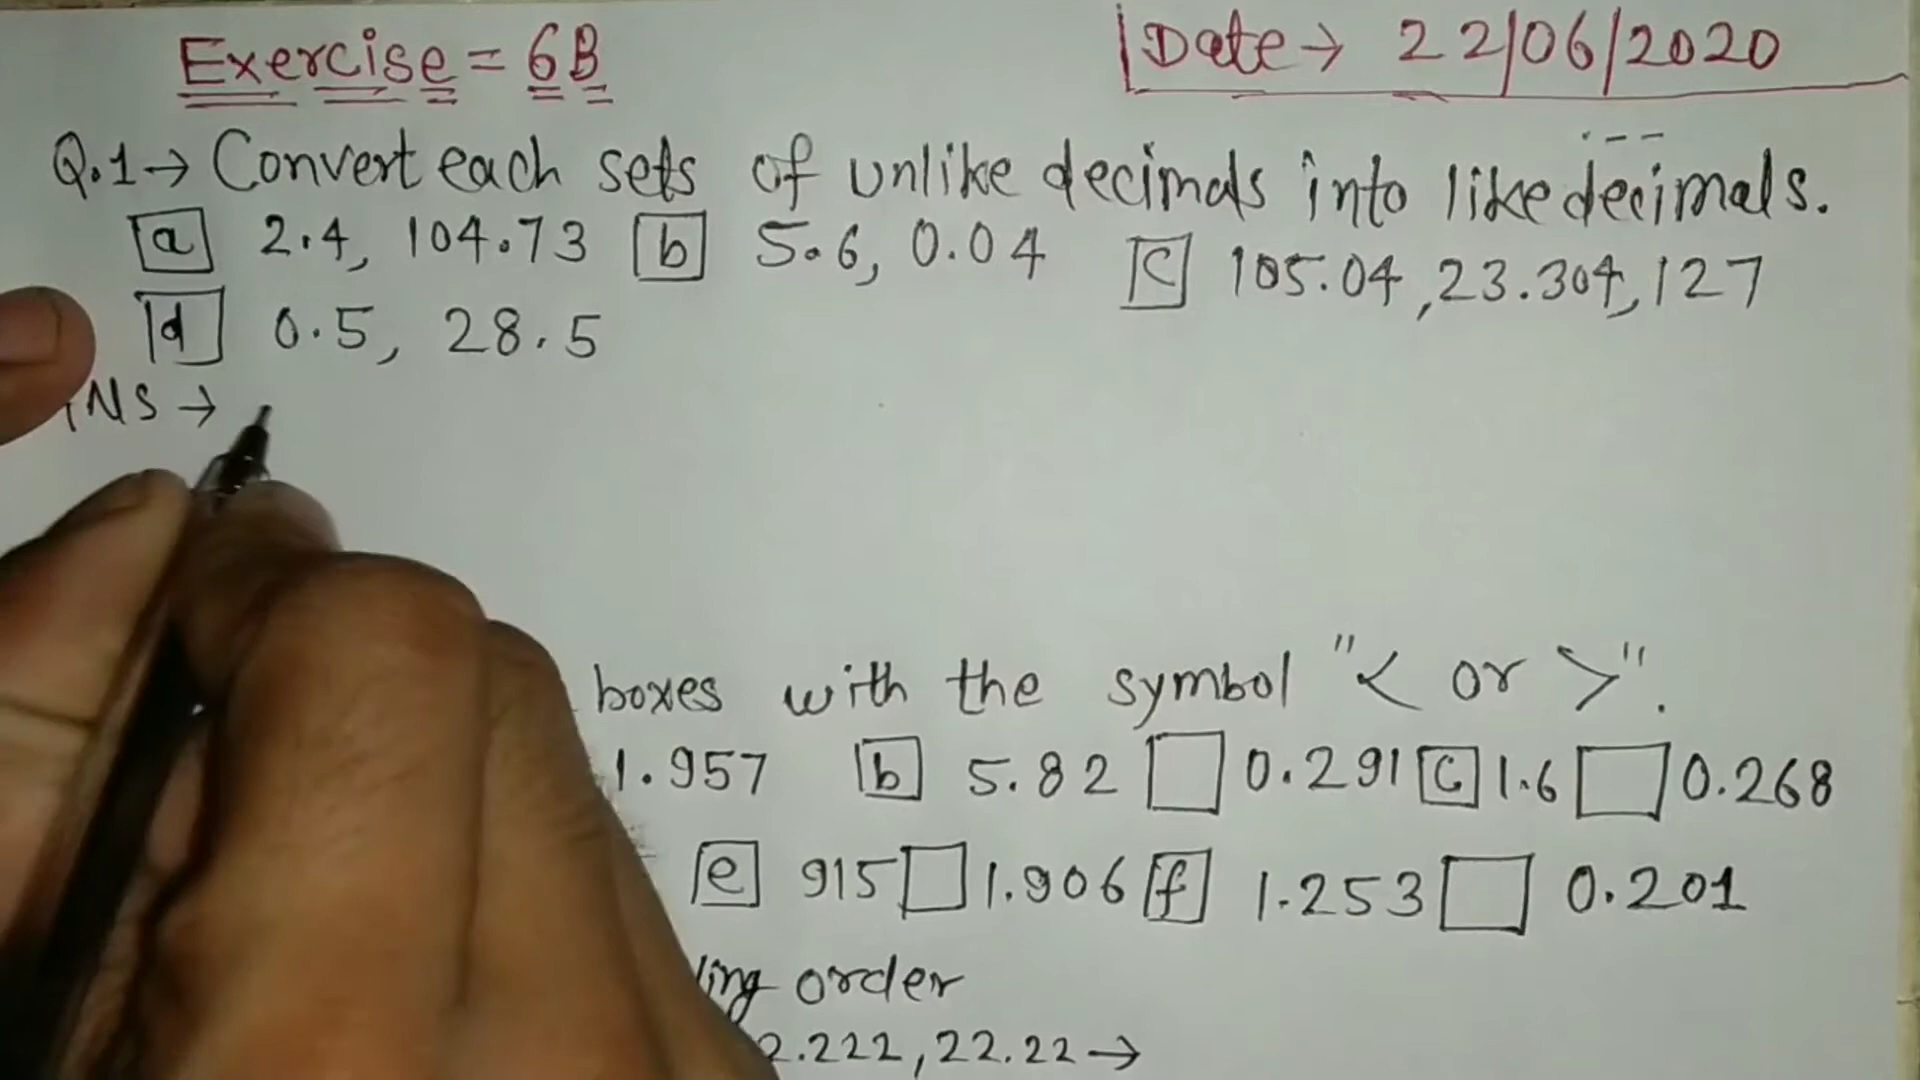 Exercise = 6B
Date → 22/06/2020
Q.1→ Convert each sets of unlike decimals into like decimals.
a 2.4, 104.73 b 5.6, 0.04 c 105.04, 23.304, 127
d 0.5, 28.5
ANS →
boxes with the symbol "< or >".
1.957 b 5.82 □ 0.291 c 1.6 □ 0.268
e 915 □ 1.906 f 1.253 □ 0.201
order
2.222, 22.22 →